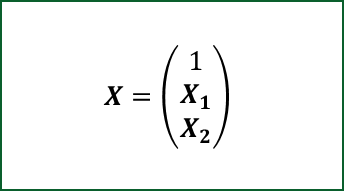 X = (1
X₁
X₂)